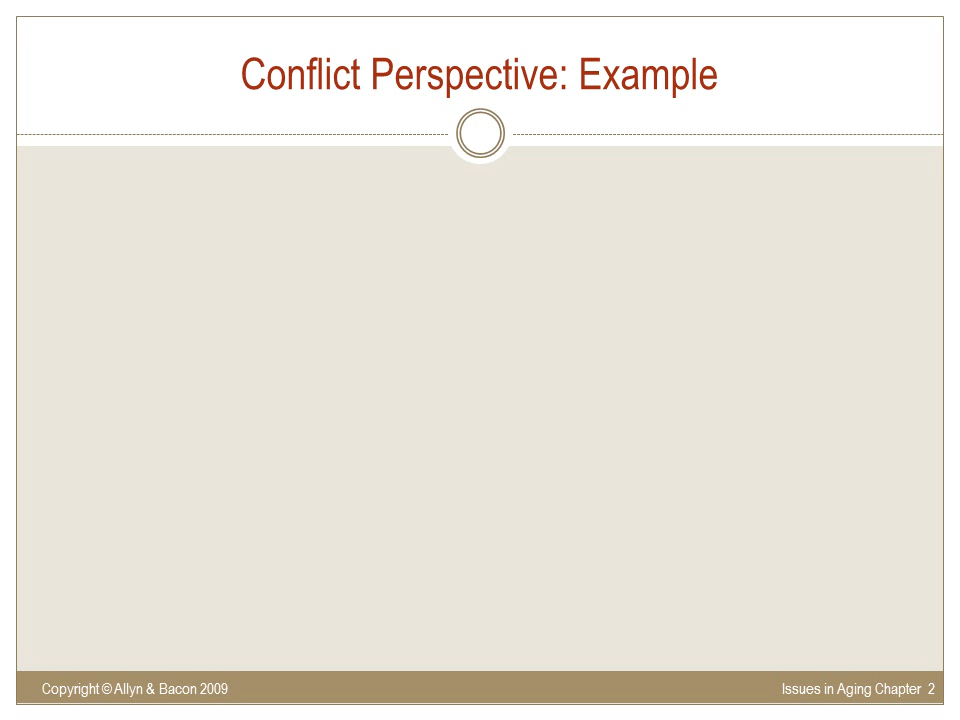 Conflict Perspective: Example
Copyright © Allyn & Bacon 2009
Issues in Aging Chapter 2